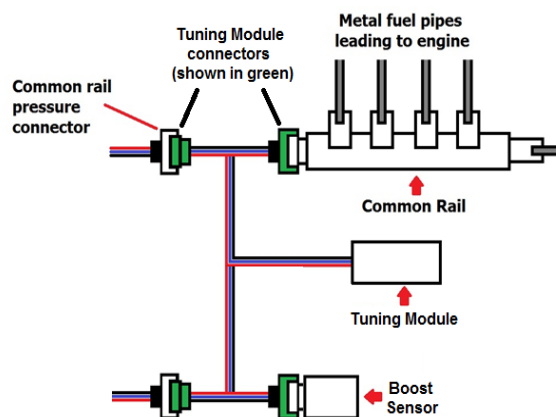 Tuning Module
connectors
(shown in green)
Metal fuel pipes
leading to engine
Common rail
pressure
connector
Common Rail
Tuning Module
Boost
Sensor